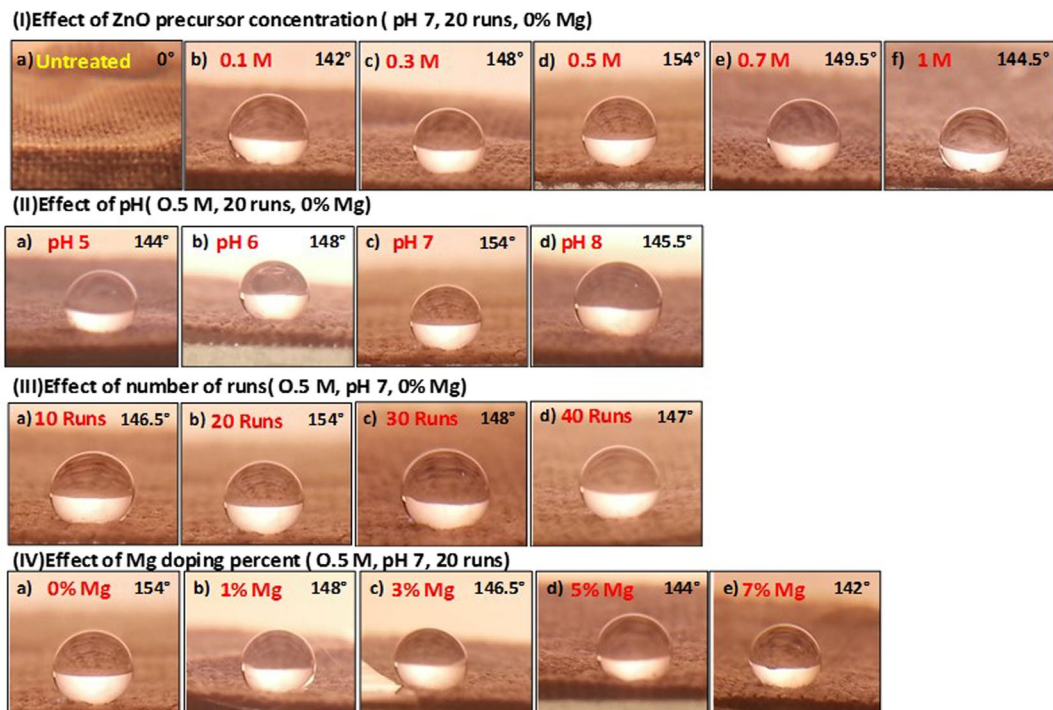 (I)Effect of ZnO precursor concentration ( pH 7, 20 runs, 0% Mg)
a) Untreated 0° b) 0.1 M 142° c) 0.3 M 148° d) 0.5 M 154° e) 0.7 M 149.5° f) 1 M 144.5°
(II)Effect of pH( 0.5 M, 20 runs, 0% Mg)
a) pH 5 144° b) pH 6 148° c) pH 7 154° d) pH 8 145.5°
(III)Effect of number of runs( 0.5 M, pH 7, 0% Mg)
a) 10 Runs 146.5° b) 20 Runs 154° c) 30 Runs 148° d) 40 Runs 147°
(IV)Effect of Mg doping percent ( 0.5 M, pH 7, 20 runs)
a) 0% Mg 154° b) 1% Mg 148° c) 3% Mg 146.5° d) 5% Mg 144° e) 7% Mg 142°